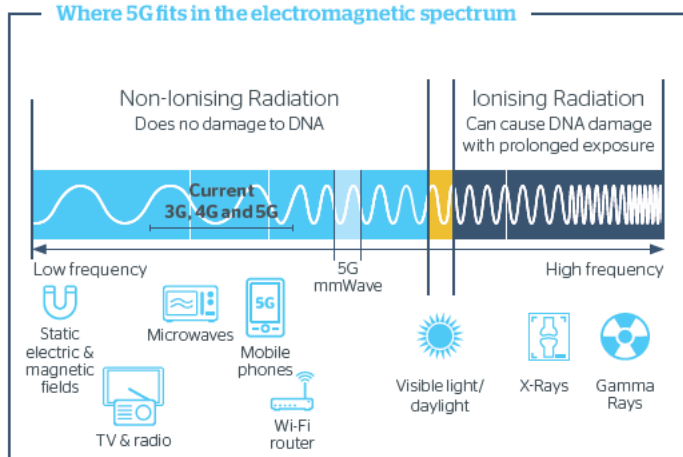 Where 5G fits in the electromagnetic spectrum
Non-Ionising Radiation
Does no damage to DNA
Ionising Radiation
Can cause DNA damage
with prolonged exposure
Current
3G, 4G and 5G
Low frequency
5G
mmWave
High frequency
Static
electric &
magnetic
fields
Microwaves
5G
Mobile
phones
TV & radio
Wi-Fi
router
Visible light/
daylight
X-Rays
Gamma
Rays